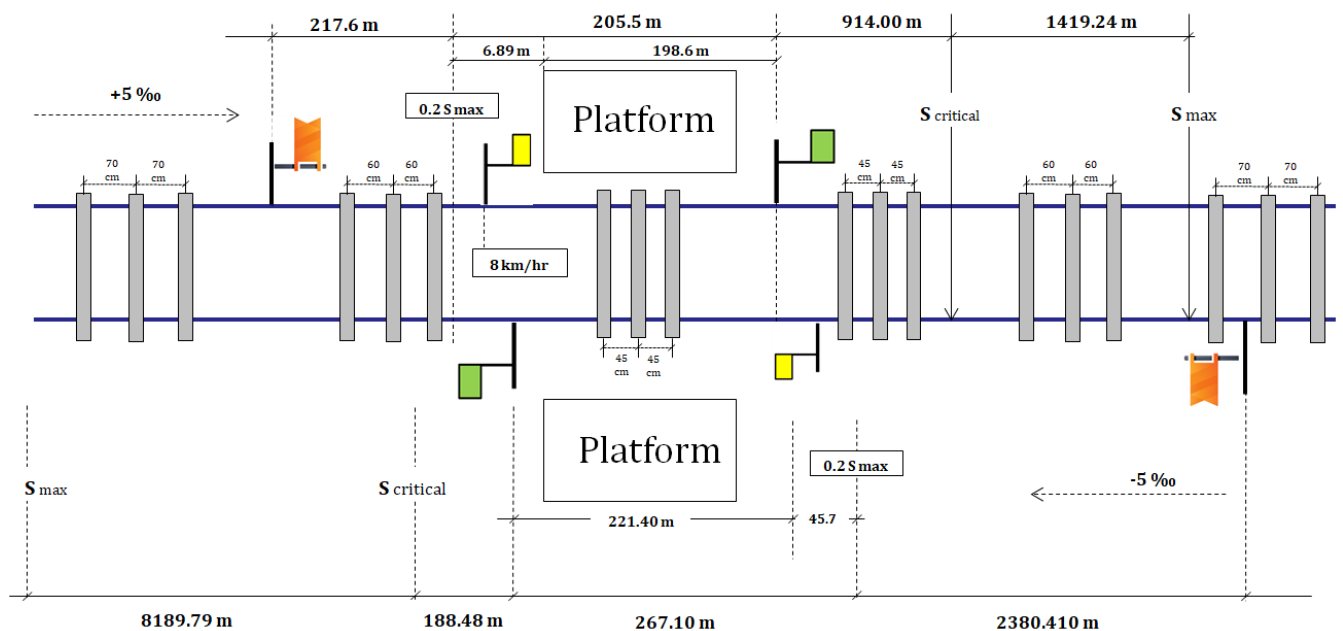 217.6 m
205.5 m
914.00 m
1419.24 m
6.89 m
198.6 m
+5 ‰
0.2 S max
Platform
S critical
S max
70
cm
70
cm
60
cm
60
cm
45
cm
45
cm
60
cm
60
cm
70
cm
70
cm
8 km/hr
45
cm
45
cm
Platform
0.2 S max
S max
S critical
-5 ‰
221.40 m
45.7
8189.79 m
188.48 m
267.10 m
2380.410 m